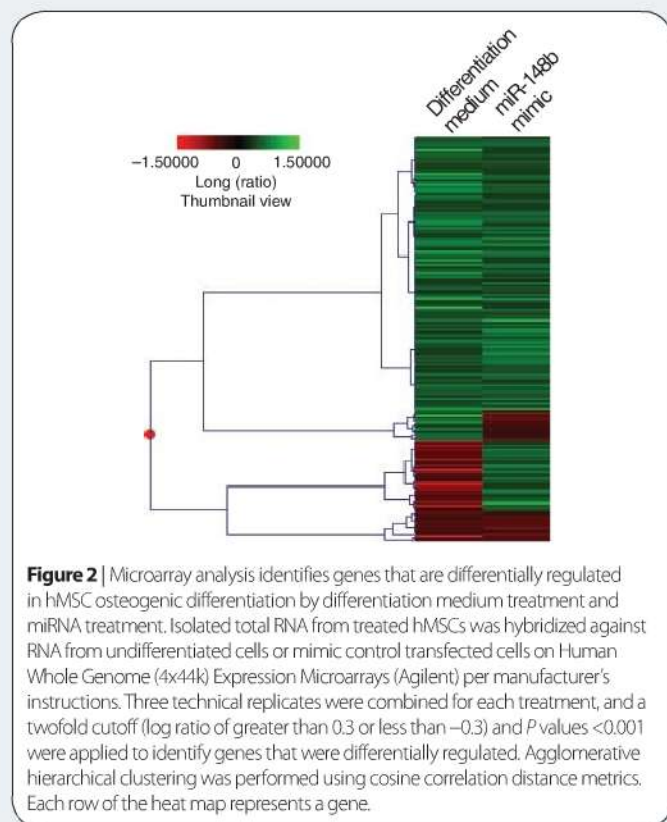 Differentiation
medium
miR-148b
mimic
−1.50000 0 1.50000
Long (ratio)
Thumbnail view
Figure 2 | Microarray analysis identifies genes that are differentially regulated
in hMSC osteogenic differentiation by differentiation medium treatment and
miRNA treatment. Isolated total RNA from treated hMSCs was hybridized against
RNA from undifferentiated cells or mimic control transfected cells on Human
Whole Genome (4x44k) Expression Microarrays (Agilent) per manufacturer's
instructions. Three technical replicates were combined for each treatment, and a
twofold cutoff (log ratio of greater than 0.3 or less than −0.3) and P values <0.001
were applied to identify genes that were differentially regulated. Agglomerative
hierarchical clustering was performed using cosine correlation distance metrics.
Each row of the heat map represents a gene.